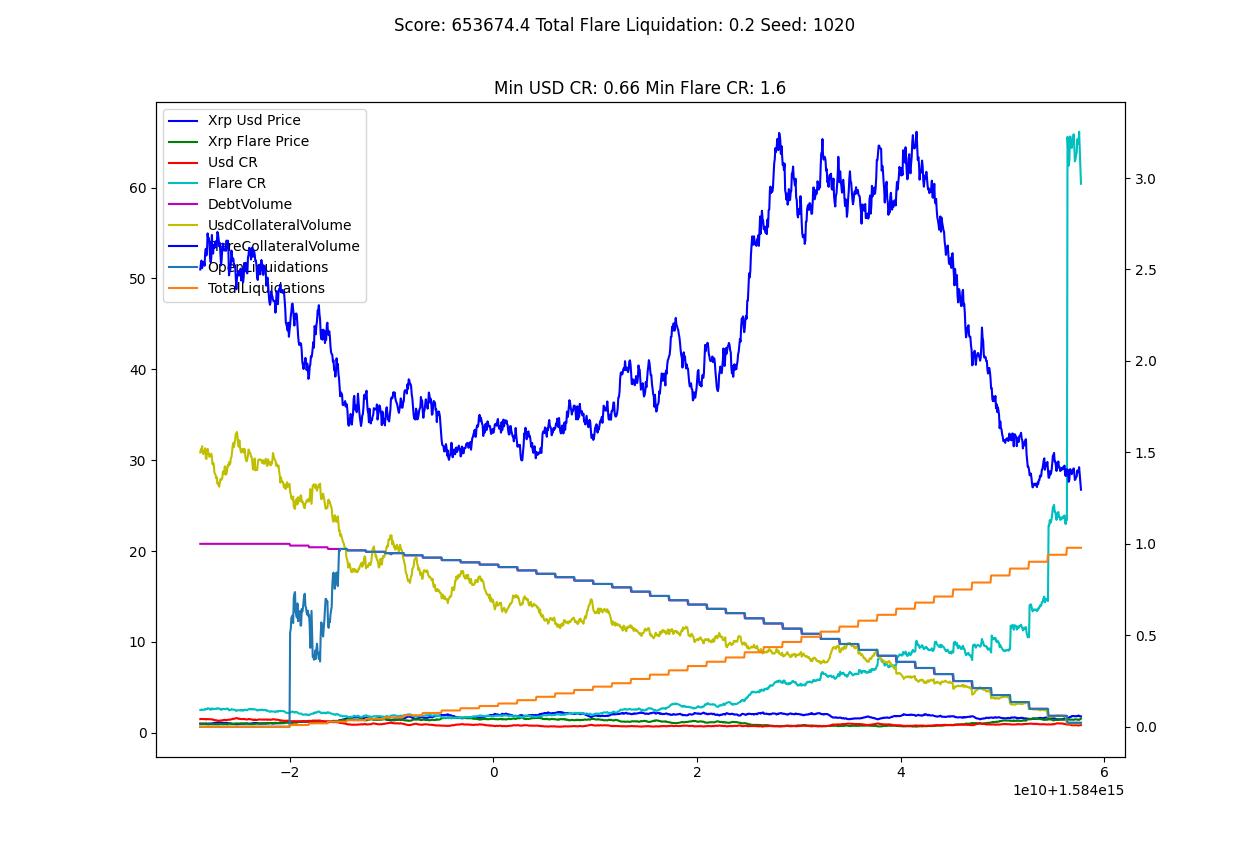 Score: 653674.4 Total Flare Liquidation: 0.2 Seed: 1020
Min USD CR: 0.66 Min Flare CR: 1.6
Xrp Usd Price
Xrp Flare Price
Usd CR
Flare CR
DebtVolume
UsdCollateralVolume
FlareCollateralVolume
OpenLiquidations
TotalLiquidations
60
50
40
30
20
10
0
3.0
2.5
2.0
1.5
1.0
0.5
0.0
−2
0
2
4
6
1e10+1.584e15